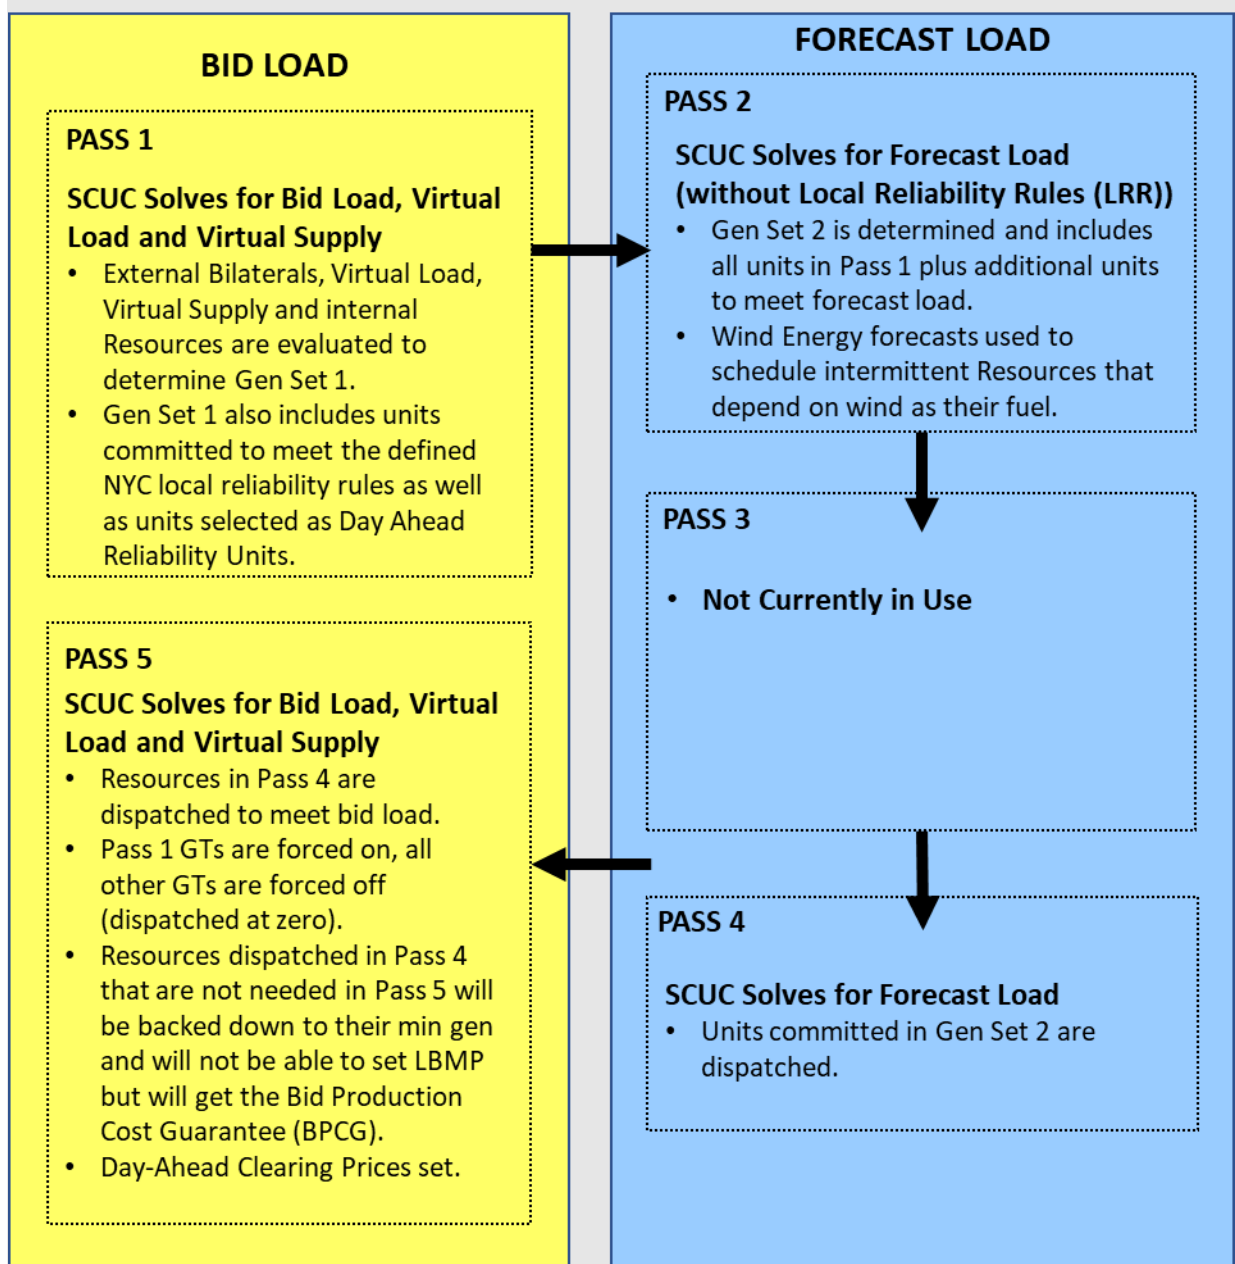 BID LOAD
PASS 1
SCUC Solves for Bid Load, Virtual
Load and Virtual Supply
• External Bilaterals, Virtual Load,
Virtual Supply and internal
Resources are evaluated to
determine Gen Set 1.
• Gen Set 1 also includes units
committed to meet the defined
NYC local reliability rules as well
as units selected as Day Ahead
Reliability Units.
PASS 5
SCUC Solves for Bid Load, Virtual
Load and Virtual Supply
• Resources in Pass 4 are
dispatched to meet bid load.
• Pass 1 GTs are forced on, all
other GTs are forced off
(dispatched at zero).
• Resources dispatched in Pass 4
that are not needed in Pass 5 will
be backed down to their min gen
and will not be able to set LBMP
but will get the Bid Production
Cost Guarantee (BPCG).
• Day-Ahead Clearing Prices set.
FORECAST LOAD
PASS 2
SCUC Solves for Forecast Load
(without Local Reliability Rules (LRR))
• Gen Set 2 is determined and includes
all units in Pass 1 plus additional units
to meet forecast load.
• Wind Energy forecasts used to
schedule intermittent Resources that
depend on wind as their fuel.
PASS 3
• Not Currently in Use
PASS 4
SCUC Solves for Forecast Load
• Units committed in Gen Set 2 are
dispatched.